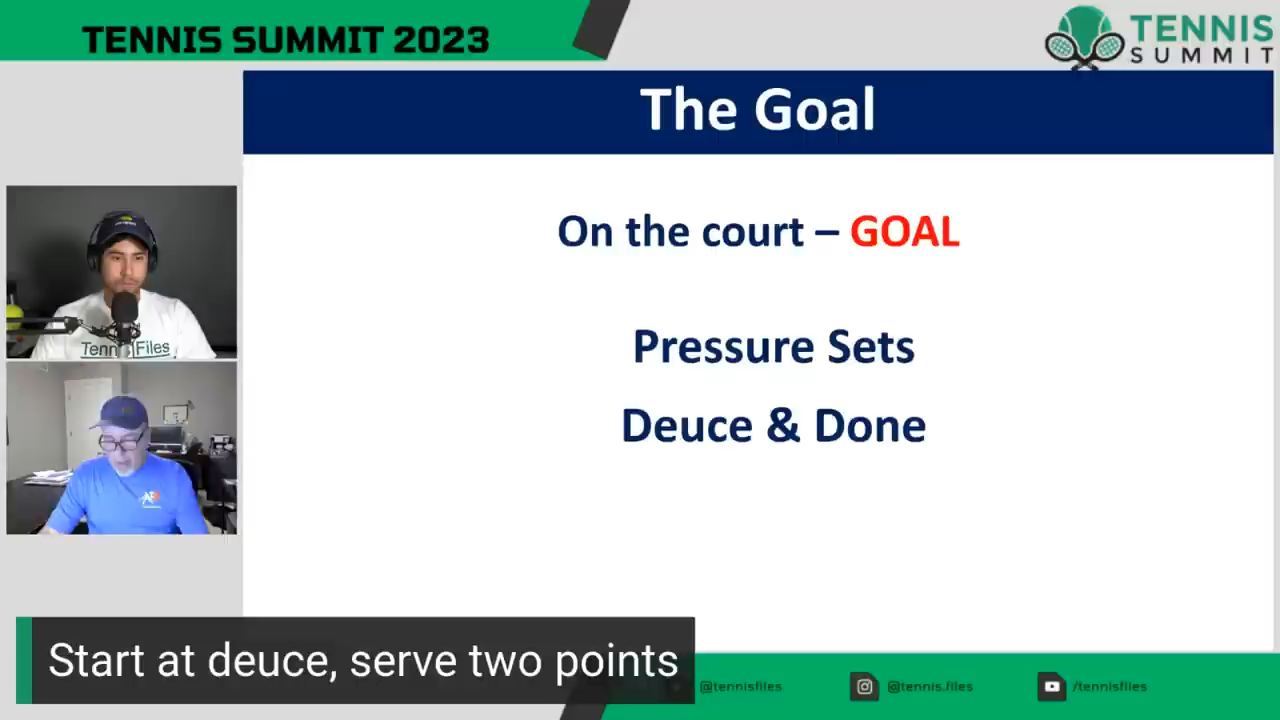 TENNIS SUMMIT 2023
TENNIS
SUMMIT
The Goal
On the court – GOAL
Pressure Sets
Deuce & Done
Tennis Files
Start at deuce, serve two points
@tennisfiles
@tennis.files
/tennisfiles